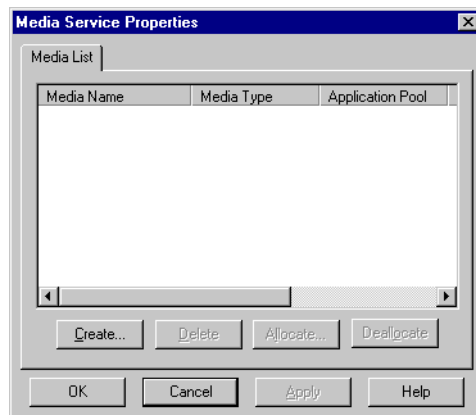 Media Service Properties
Media List
Media Name Media Type Application Pool
Create... Delete Allocate... Deallocate
OK Cancel Apply Help